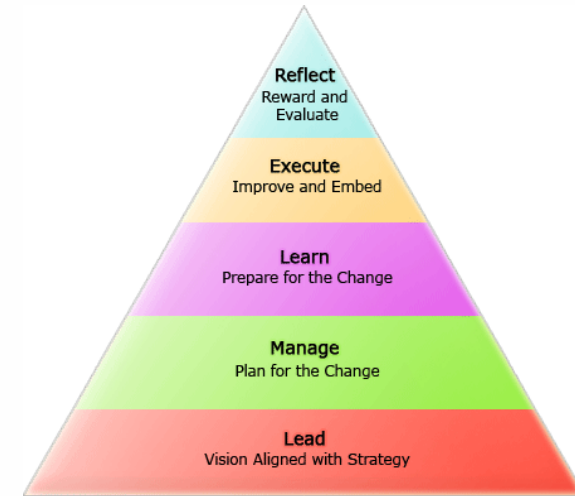 Reflect
Reward and
Evaluate
Execute
Improve and Embed
Learn
Prepare for the Change
Manage
Plan for the Change
Lead
Vision Aligned with Strategy